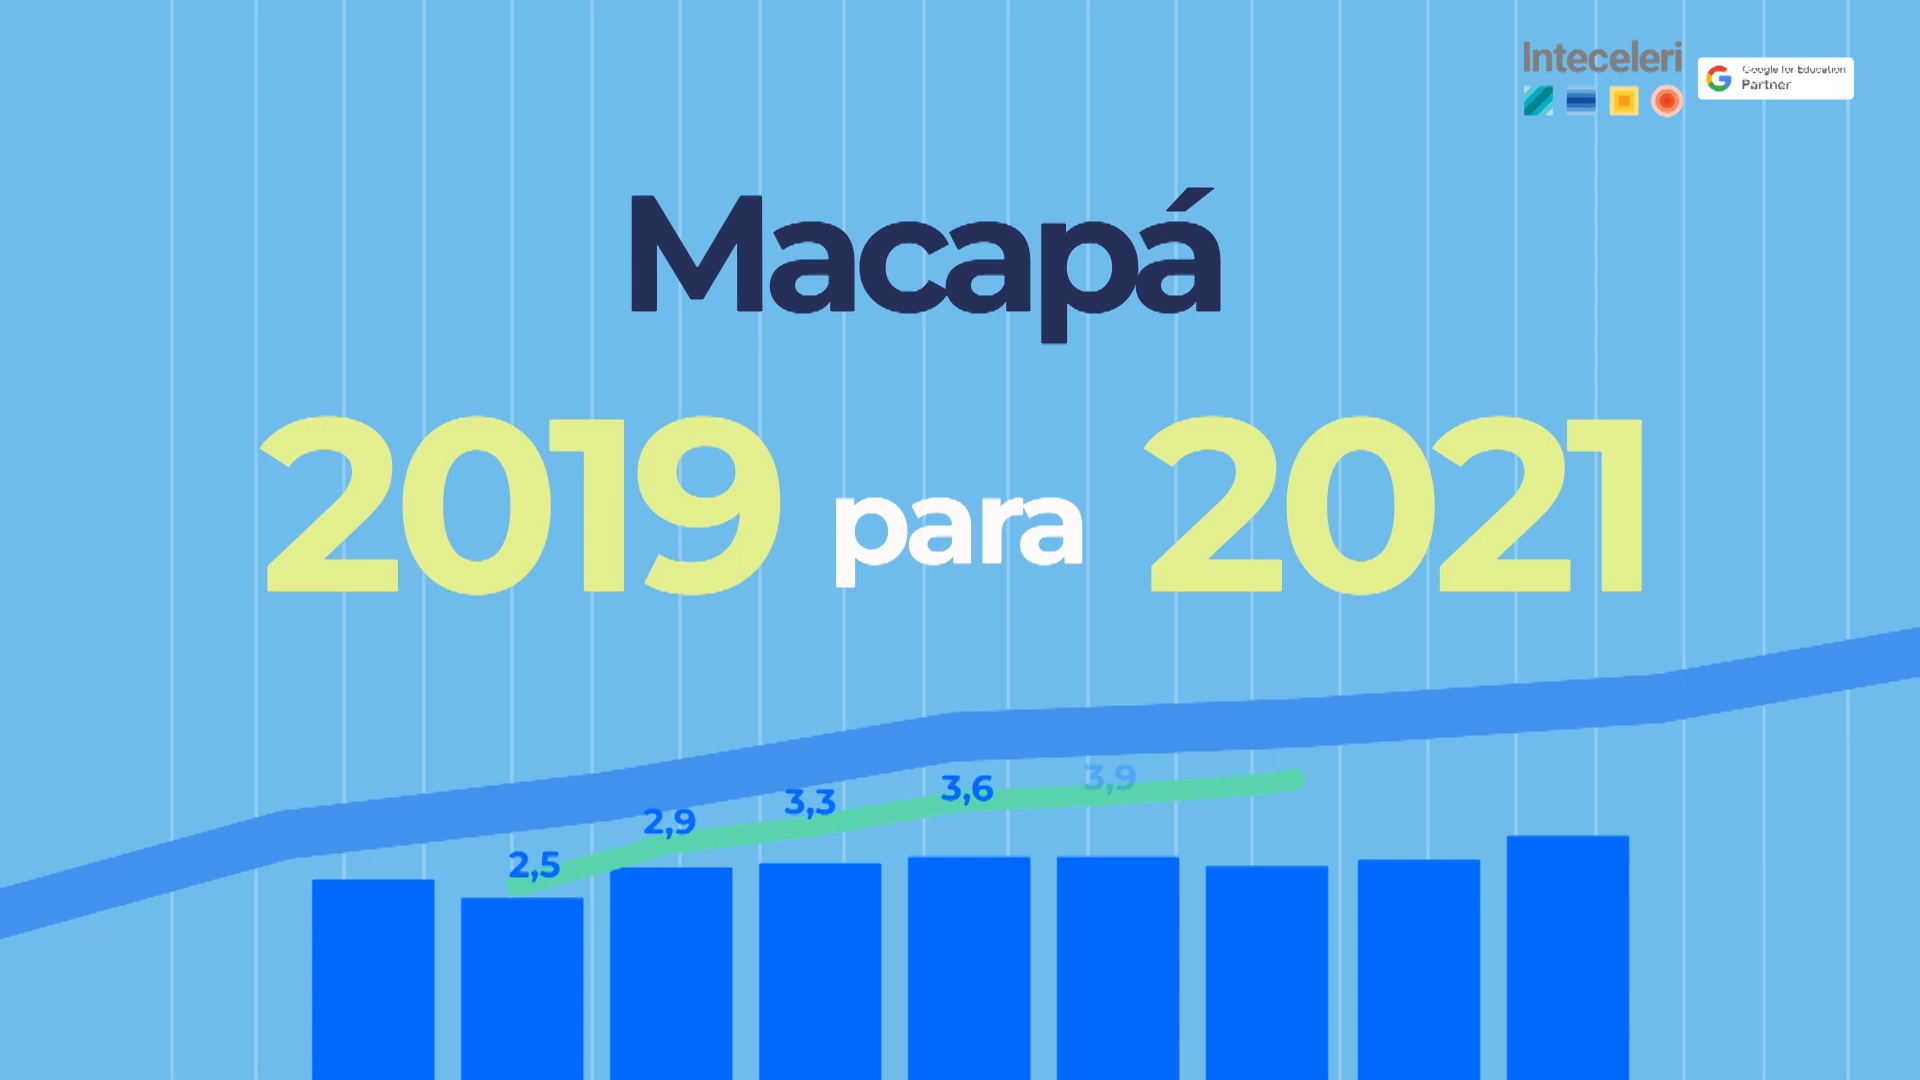 Inteceleri
Google for Education
Partner
Macapá
2019 para 2021
3,9
3,6
3,3
2,9
2,5